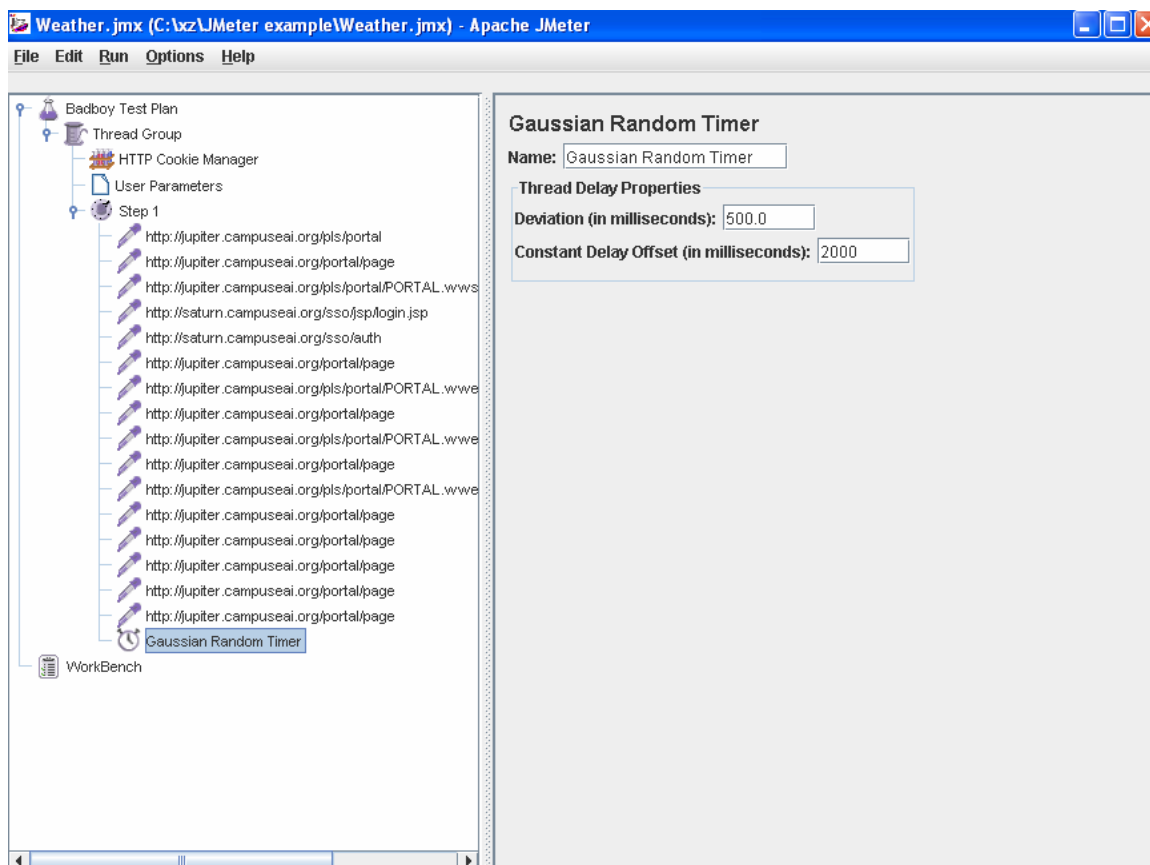 Weather.jmx (C:\xz\JMeter example\Weather.jmx) - Apache JMeter
File Edit Run Options Help
Badboy Test Plan
Thread Group
HTTP Cookie Manager
User Parameters
Step 1
http://jupiter.campuseai.org/pls/portal
http://jupiter.campuseai.org/portal/page
http://jupiter.campuseai.org/pls/portal/PORTAL.wws
http://saturn.campuseai.org/sso/jsp/login.jsp
http://saturn.campuseai.org/sso/auth
http://jupiter.campuseai.org/portal/page
http://jupiter.campuseai.org/pls/portal/PORTAL.wwe
http://jupiter.campuseai.org/portal/page
http://jupiter.campuseai.org/pls/portal/PORTAL.wwe
http://jupiter.campuseai.org/portal/page
http://jupiter.campuseai.org/pls/portal/PORTAL.wwe
http://jupiter.campuseai.org/portal/page
http://jupiter.campuseai.org/portal/page
http://jupiter.campuseai.org/portal/page
http://jupiter.campuseai.org/portal/page
http://jupiter.campuseai.org/portal/page
Gaussian Random Timer
WorkBench
Gaussian Random Timer
Name: Gaussian Random Timer
Thread Delay Properties
Deviation (in milliseconds): 500.0
Constant Delay Offset (in milliseconds): 2000